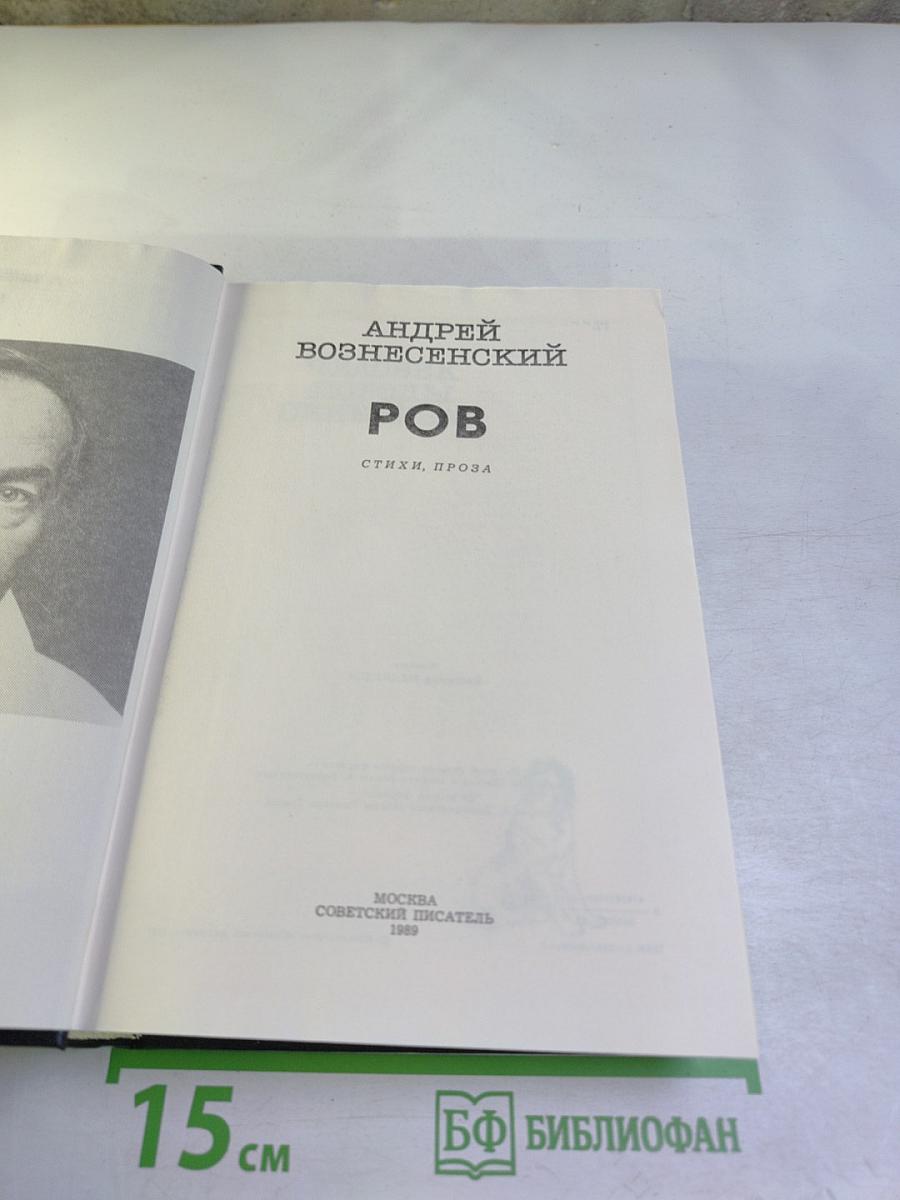 АНДРЕЙ
ВОЗНЕСЕНСКИЙ
РОВ
СТИХИ, ПРОЗА
МОСКВА
СОВЕТСКИЙ ПИСАТЕЛЬ
1989
15 см
БФ БИБЛИОФАН